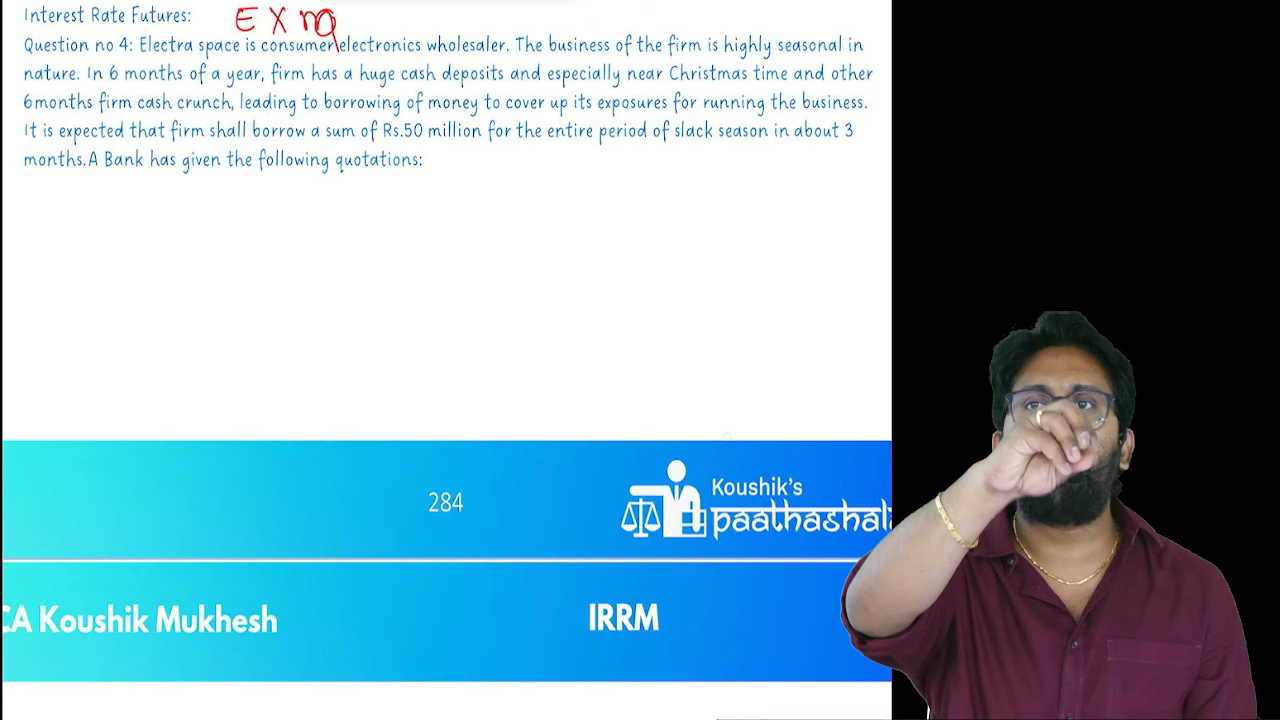 Interest Rate Futures:
E X mQ
Question no 4: Electra space is consumer electronics wholesaler. The business of the firm is highly seasonal in
nature. In 6 months of a year, firm has a huge cash deposits and especially near Christmas time and other
6months firm cash crunch, leading to borrowing of money to cover up its exposures for running the business.
It is expected that firm shall borrow a sum of Rs.50 million for the entire period of slack season in about 3
months.A Bank has given the following quotations:
284
Koushik's
paathashala
CA Koushik Mukhesh
IRRM